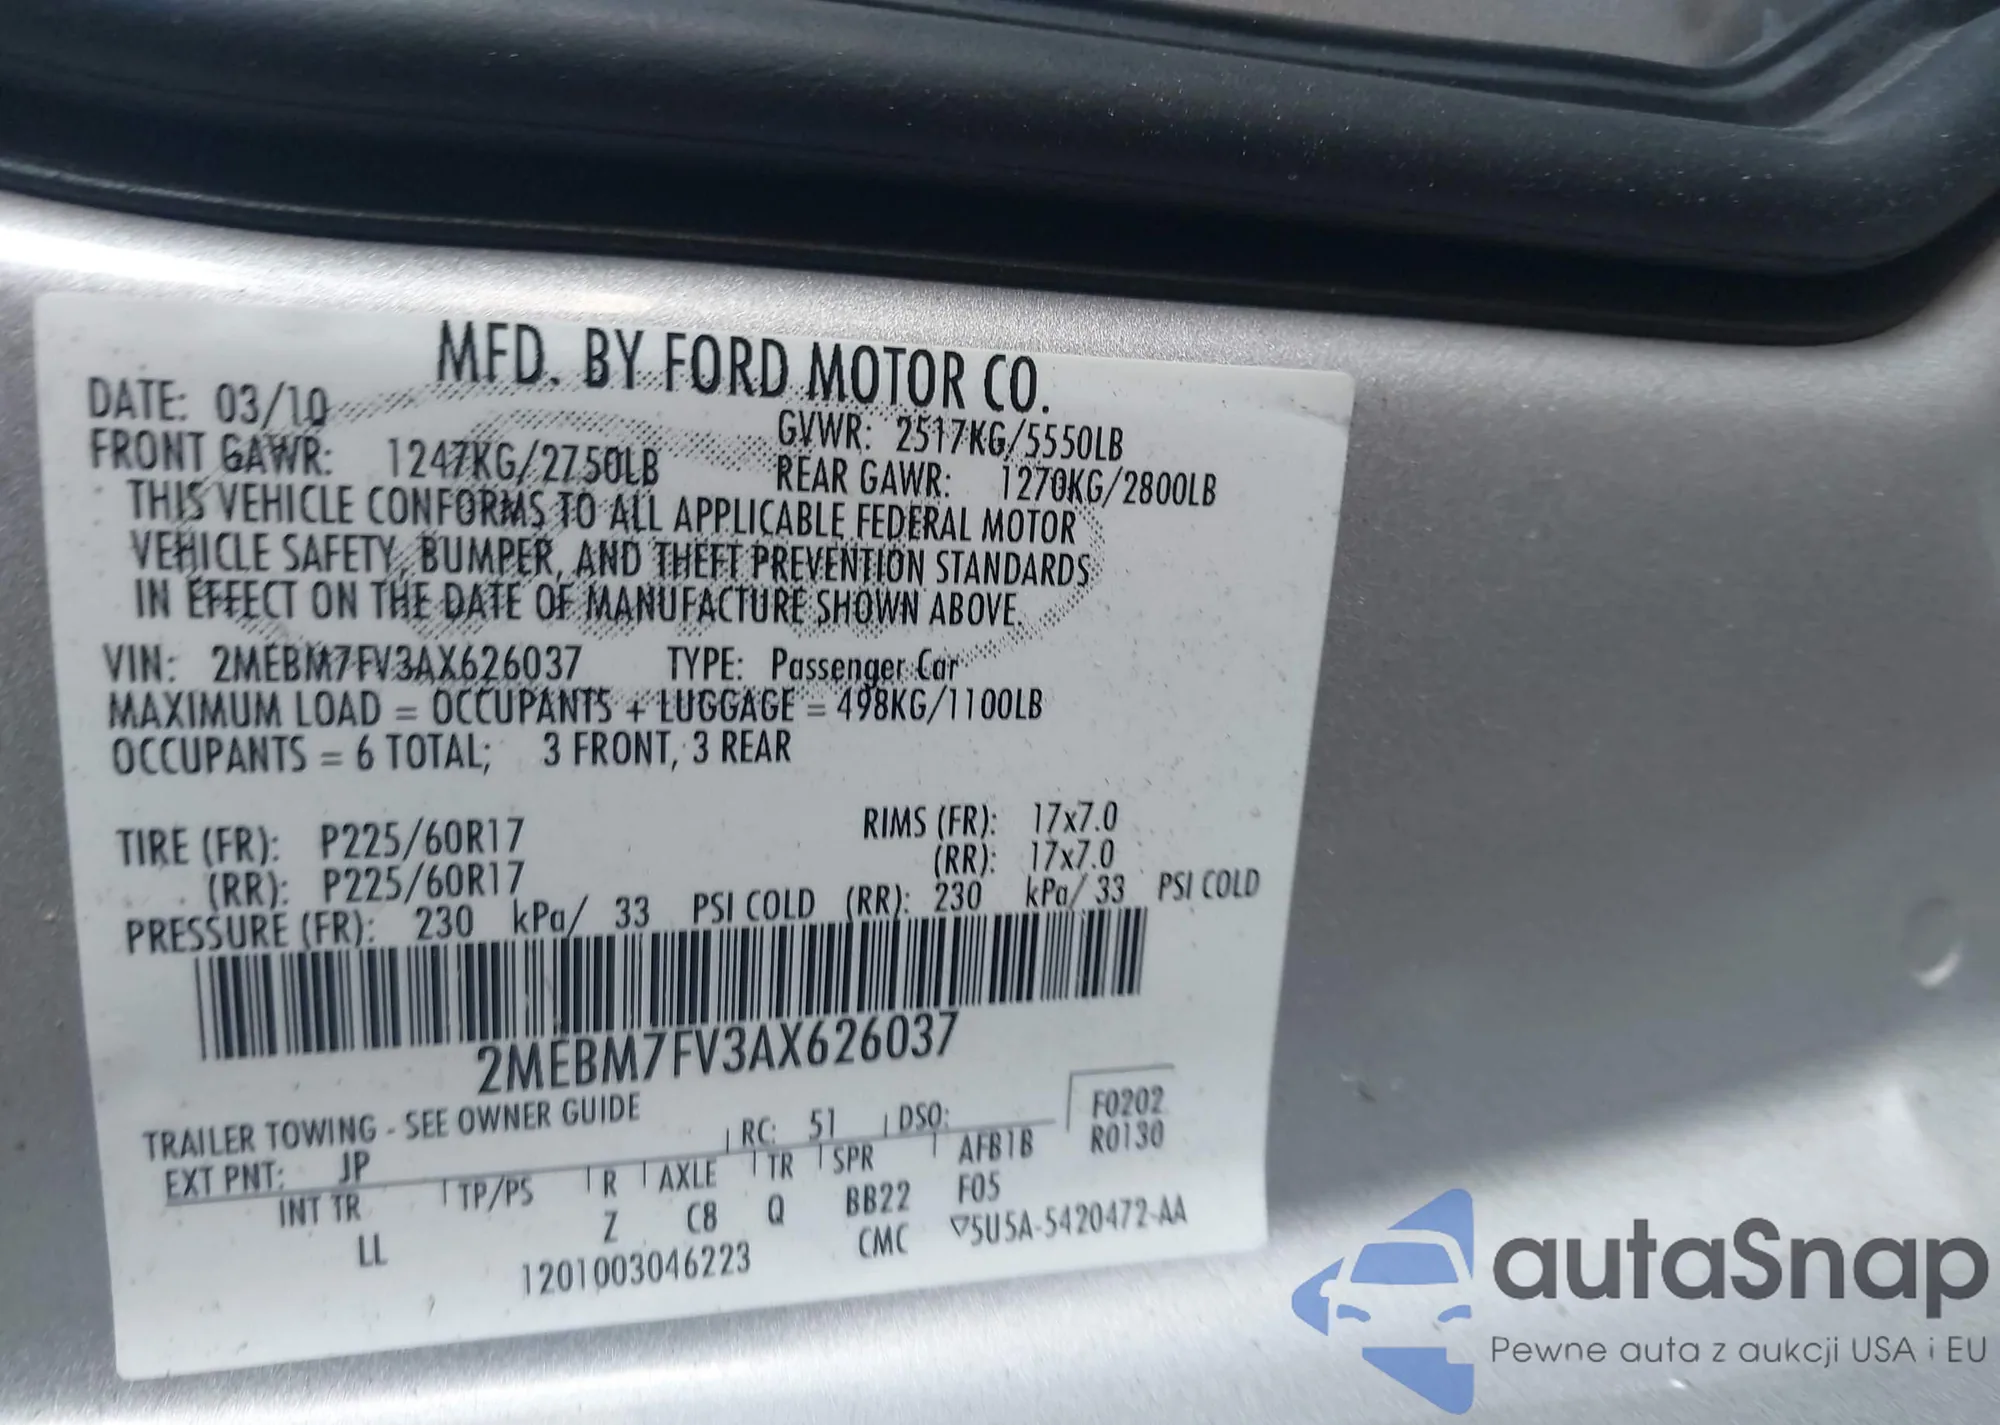 MFD. BY FORD MOTOR CO.
DATE: 03/10
GVWR: 2517KG/5550LB
FRONT GAWR: 1247KG/2750LB
REAR GAWR: 1270KG/2800LB
THIS VEHICLE CONFORMS TO ALL APPLICABLE FEDERAL MOTOR
VEHICLE SAFETY, BUMPER, AND THEFT PREVENTION STANDARDS
IN EFFECT ON THE DATE OF MANUFACTURE SHOWN ABOVE.
VIN: 2MEBM7FV3AX626037 TYPE: Passenger Car
MAXIMUM LOAD = OCCUPANTS + LUGGAGE = 498KG/1100LB
OCCUPANTS = 6 TOTAL; 3 FRONT, 3 REAR
TIRE (FR): P225/60R17 RIMS (FR): 17x7.0
(RR): P225/60R17 (RR): 17x7.0
PRESSURE (FR): 230 kPa/ 33 PSI COLD (RR): 230 kPa/ 33 PSI COLD
2MEBM7FV3AX626037
TRAILER TOWING - SEE OWNER GUIDE
F0202
EXT PNT: JP RC: 51 DSO:
R0130
INT TR TP/PS R AXLE TR SPR AFB1B
LL Z C8 Q BB22 F05
1201003046223 CMC ▽5U5A-5420472-AA
autaSnap
Pewne auta z aukcji USA i EU